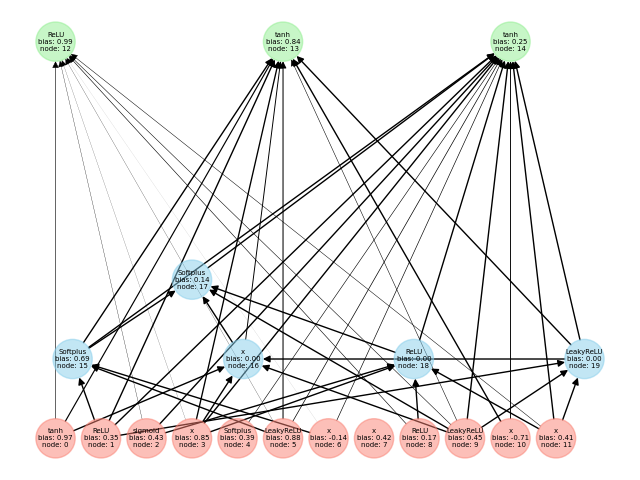 ReLU
bias: 0.99
node: 12
tanh
bias: 0.84
node: 13
tanh
bias: 0.25
node: 14
Softplus
bias: 0.14
node: 17
Softplus
bias: 0.69
node: 15
x
bias: 0.00
node: 16
ReLU
bias: 0.00
node: 18
LeakyReLU
bias: 0.00
node: 19
tanh
bias: 0.97
node: 0
ReLU
bias: 0.35
node: 1
sigmoid
bias: 0.43
node: 2
x
bias: 0.85
node: 3
Softplus
bias: 0.39
node: 4
LeakyReLU
bias: 0.88
node: 5
x
bias: -0.14
node: 6
x
bias: 0.42
node: 7
ReLU
bias: 0.17
node: 8
LeakyReLU
bias: 0.45
node: 9
x
bias: -0.71
node: 10
x
bias: 0.41
node: 11